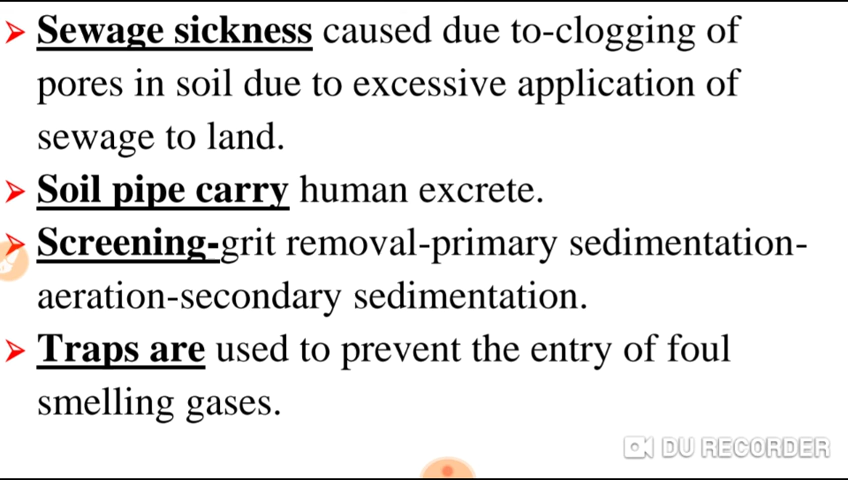 Sewage sickness caused due to-clogging of
pores in soil due to excessive application of
sewage to land.
Soil pipe carry human excrete.
Screening-grit removal-primary sedimentation-
aeration-secondary sedimentation.
Traps are used to prevent the entry of foul
smelling gases.
DU RECORDER